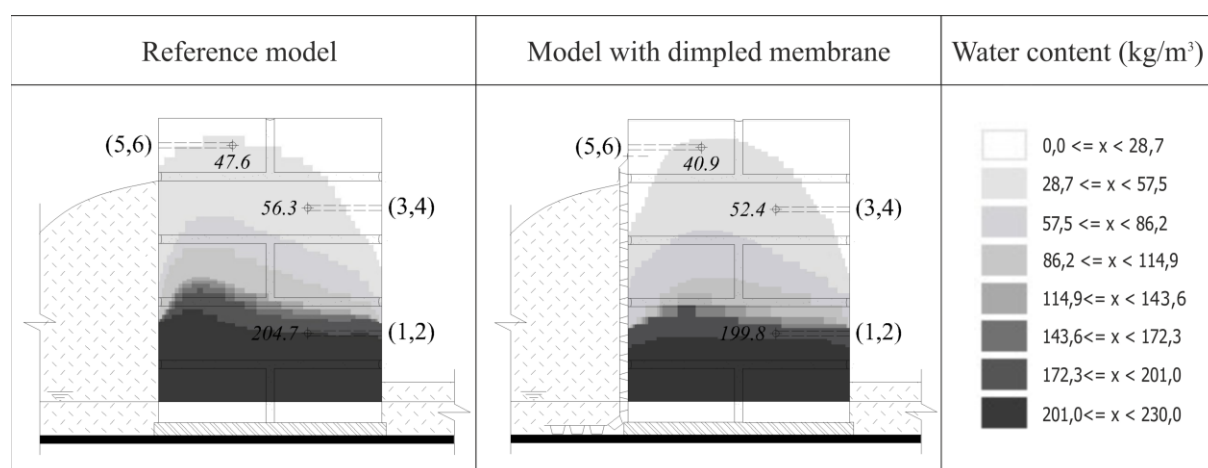 Reference model
Model with dimpled membrane
Water content (kg/m³)
(5,6)
47.6
56.3
(3,4)
204.7
(1,2)
(5,6)
40.9
52.4
(3,4)
199.8
(1,2)
0,0 <= x < 28,7
28,7 <= x < 57,5
57,5 <= x < 86,2
86,2 <= x < 114,9
114,9<= x < 143,6
143,6 <= x < 172,3
172,3<= x < 201,0
201,0<= x < 230,0